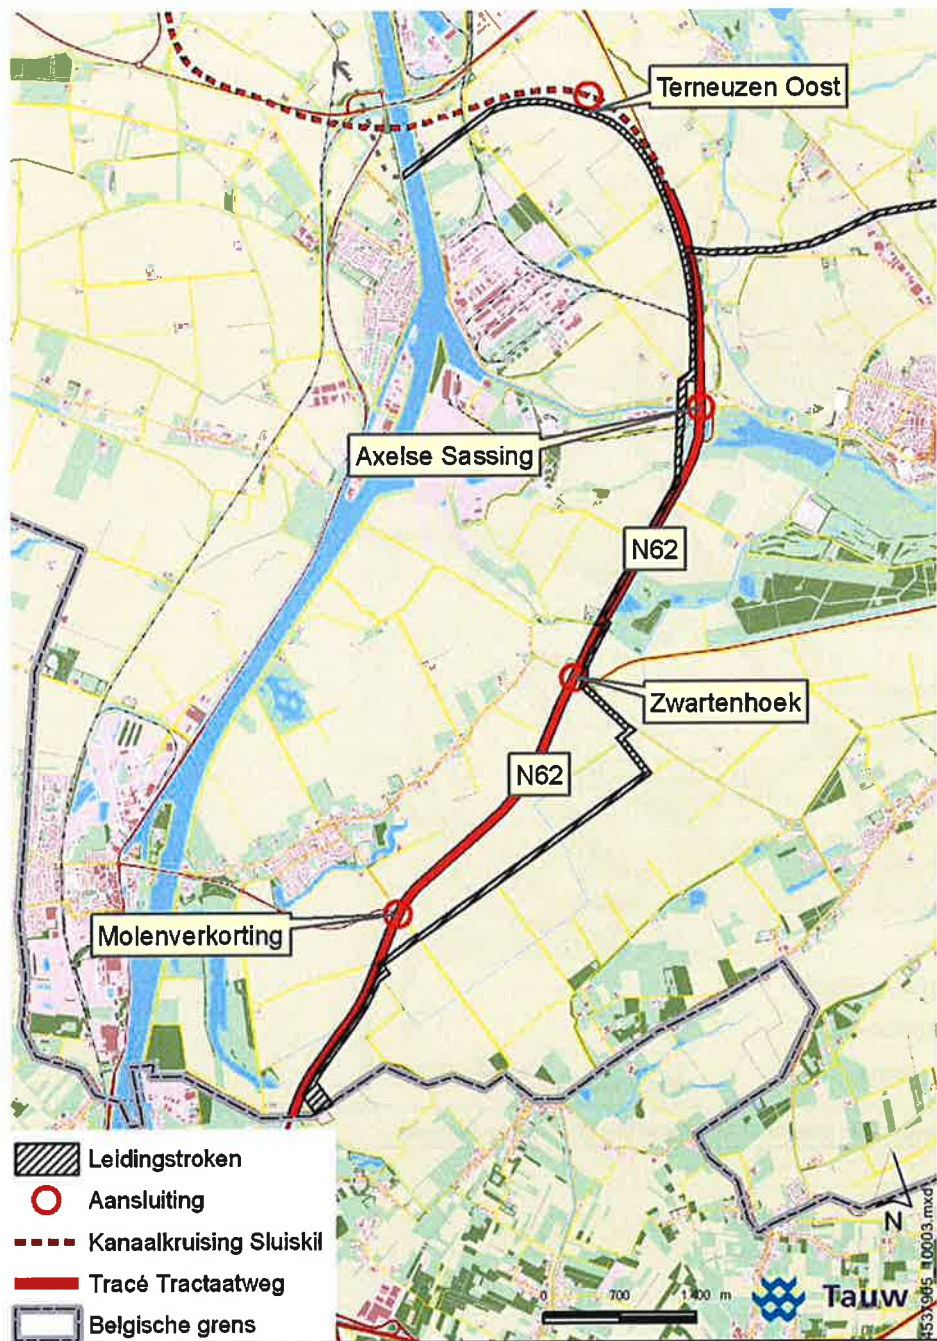 Terneuzen Oost
Axelse Sassing
N62
Zwartenhoek
N62
Molenverkorting
Leidingstroken
Aansluiting
Kanaalkruising Sluiskil
Tracé Tractaatweg
Belgische grens
N
0 700 1400 m
Tauw